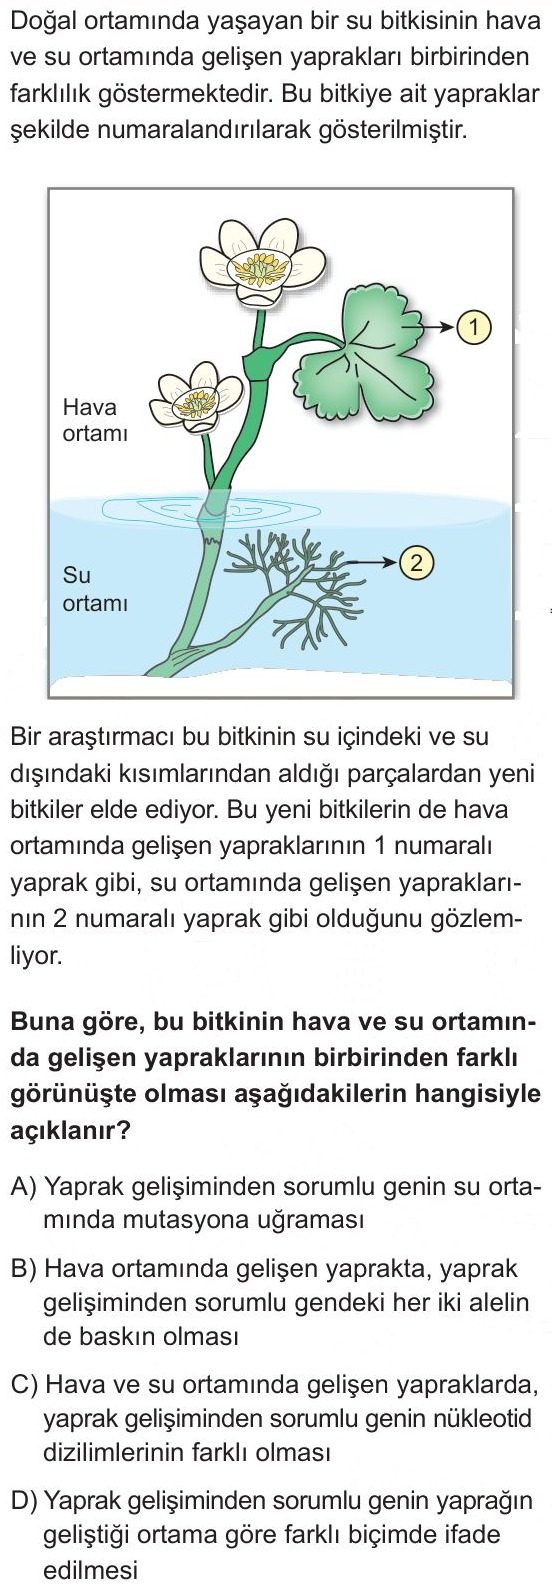 Doğal ortamında yaşayan bir su bitkisinin hava
ve su ortamında gelişen yaprakları birbirinden
farklılık göstermektedir. Bu bitkiye ait yapraklar
şekilde numaralandırılarak gösterilmiştir.
1
Hava
ortamı
2
Su
ortamı
Bir araştırmacı bu bitkinin su içindeki ve su
dışındaki kısımlarından aldığı parçalardan yeni
bitkiler elde ediyor. Bu yeni bitkilerin de hava
ortamında gelişen yapraklarının 1 numaralı
yaprak gibi, su ortamında gelişen yaprakları-
nın 2 numaralı yaprak gibi olduğunu gözlem-
liyor.
Buna göre, bu bitkinin hava ve su ortamın-
da gelişen yapraklarının birbirinden farklı
görünüşte olması aşağıdakilerin hangisiyle
açıklanır?
A) Yaprak gelişiminden sorumlu genin su orta-
mında mutasyona uğraması
B) Hava ortamında gelişen yaprakta, yaprak
gelişiminden sorumlu gendeki her iki alelin
de baskın olması
C) Hava ve su ortamında gelişen yapraklarda,
yaprak gelişiminden sorumlu genin nükleotid
dizilimlerinin farklı olması
D) Yaprak gelişiminden sorumlu genin yaprağın
geliştiği ortama göre farklı biçimde ifade
edilmesi